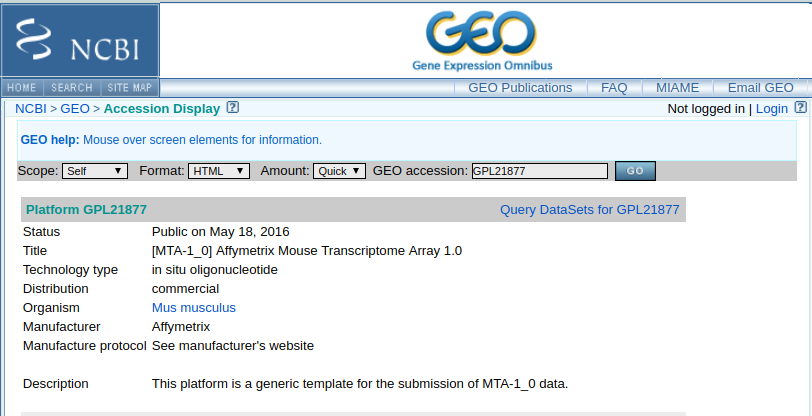 NCBI
GEO
Gene Expression Omnibus
HOME SEARCH SITE MAP GEO Publications FAQ MIAME Email GEO
NCBI > GEO > Accession Display ? Not logged in | Login ?
GEO help: Mouse over screen elements for information.
Scope: Self Format: HTML Amount: Quick GEO accession: GPL21877 GO
Platform GPL21877 Query DataSets for GPL21877
Status Public on May 18, 2016
Title [MTA-1_0] Affymetrix Mouse Transcriptome Array 1.0
Technology type in situ oligonucleotide
Distribution commercial
Organism Mus musculus
Manufacturer Affymetrix
Manufacture protocol See manufacturer's website
Description This platform is a generic template for the submission of MTA-1_0 data.